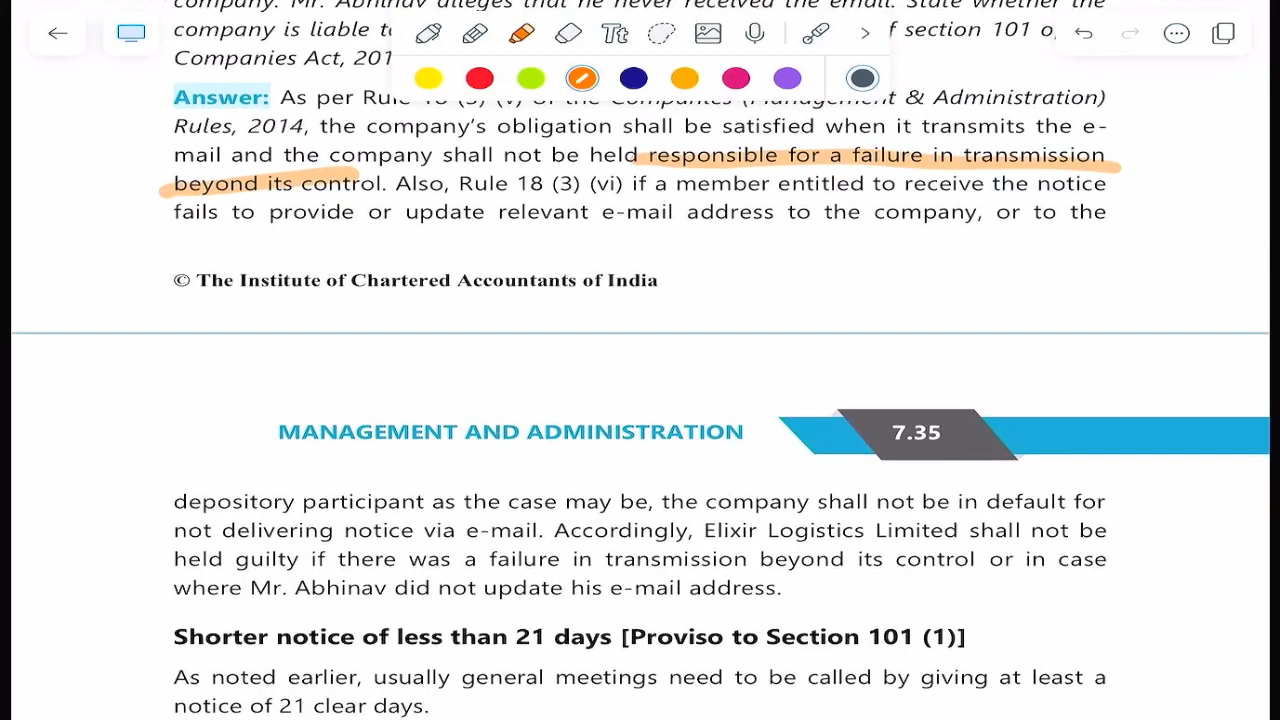 company. Mr. Abhinav alleges that he never received the email. State whether the
company is liable f section 101 o
Companies Act, 201
Tt
Answer: As per Rule (3) (v) of the Companies (Management & Administration)
Rules, 2014, the company's obligation shall be satisfied when it transmits the e-
mail and the company shall not be held responsible for a failure in transmission
beyond its control. Also, Rule 18 (3) (vi) if a member entitled to receive the notice
fails to provide or update relevant e-mail address to the company, or to the
© The Institute of Chartered Accountants of India
MANAGEMENT AND ADMINISTRATION 7.35
depository participant as the case may be, the company shall not be in default for
not delivering notice via e-mail. Accordingly, Elixir Logistics Limited shall not be
held guilty if there was a failure in transmission beyond its control or in case
where Mr. Abhinav did not update his e-mail address.
Shorter notice of less than 21 days [Proviso to Section 101 (1)]
As noted earlier, usually general meetings need to be called by giving at least a
notice of 21 clear days.